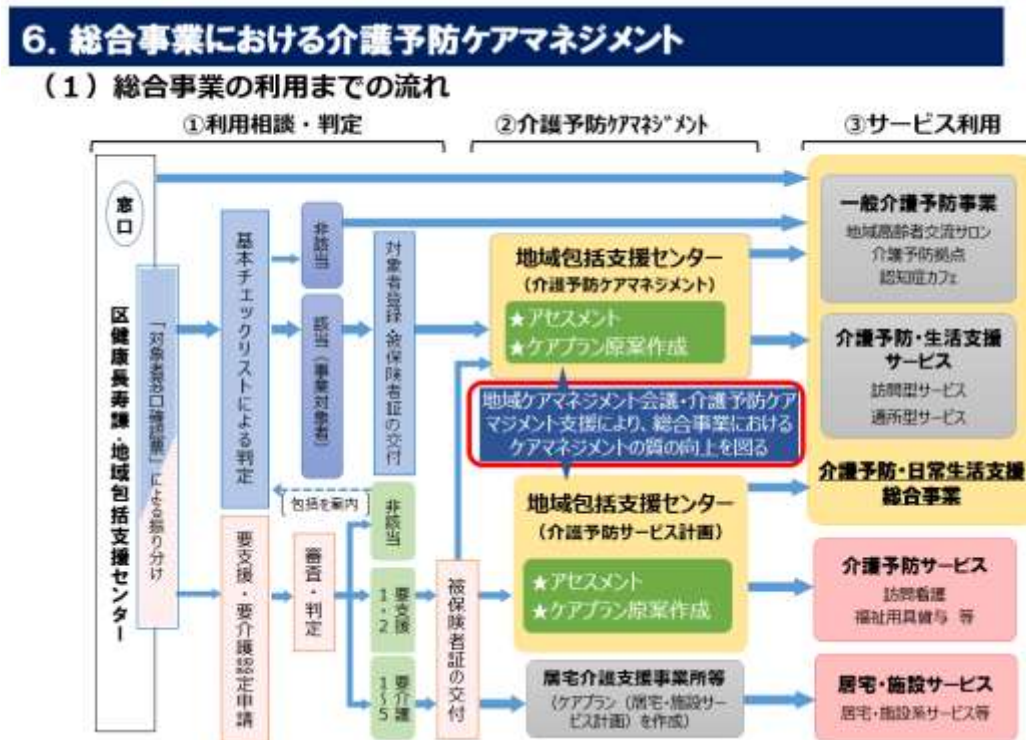 ６．総合事業における介護予防ケアマネジメント
（１）総合事業の利用までの流れ
①利用相談・判定
②介護予防ケアマネジメント
③サービス利用
窓口
区健康長寿課・地域包括支援センター
「対象者窓口確認票」による振り分け
基本チェックリストによる判定
非該当
該当（事業対象者）
対象者登録・被保険者証の交付
地域包括支援センター
（介護予防ケアマネジメント）
★アセスメント
★ケアプラン原案作成
地域ケアマネジメント会議・介護予防ケア
マジメント支援により、総合事業における
ケアマネジメントの質の向上を図る
一般介護予防事業
地域高齢者交流サロン
介護予防拠点
認知症カフェ
介護予防・生活支援
サービス
訪問型サービス
通所型サービス
介護予防・日常生活支援
総合事業
包括を案内
要支援・要介護認定申請
審査・判定
非該当
要支援
１・２
要介護
１～５
被保険者証の交付
地域包括支援センター
（介護予防サービス計画）
★アセスメント
★ケアプラン原案作成
居宅介護支援事業所等
（ケアプラン（居宅・施設サー
ビス計画）を作成）
介護予防サービス
訪問看護
福祉用具貸与 等
居宅・施設サービス
居宅・施設系サービス等